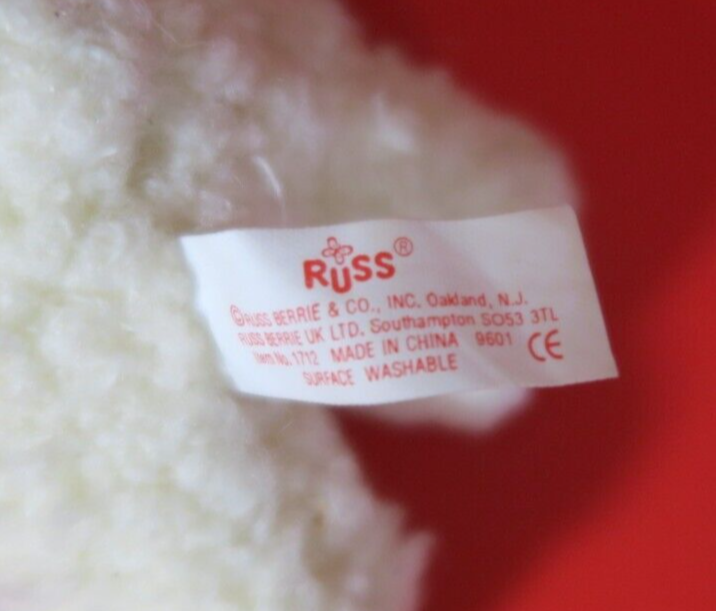 RUSS®
©RUSS BERRIE & CO., INC. Oakland, N.J.
RUSS BERRIE UK LTD. Southampton SO53 3TL
Item No. 1712 MADE IN CHINA 9601 CE
SURFACE WASHABLE